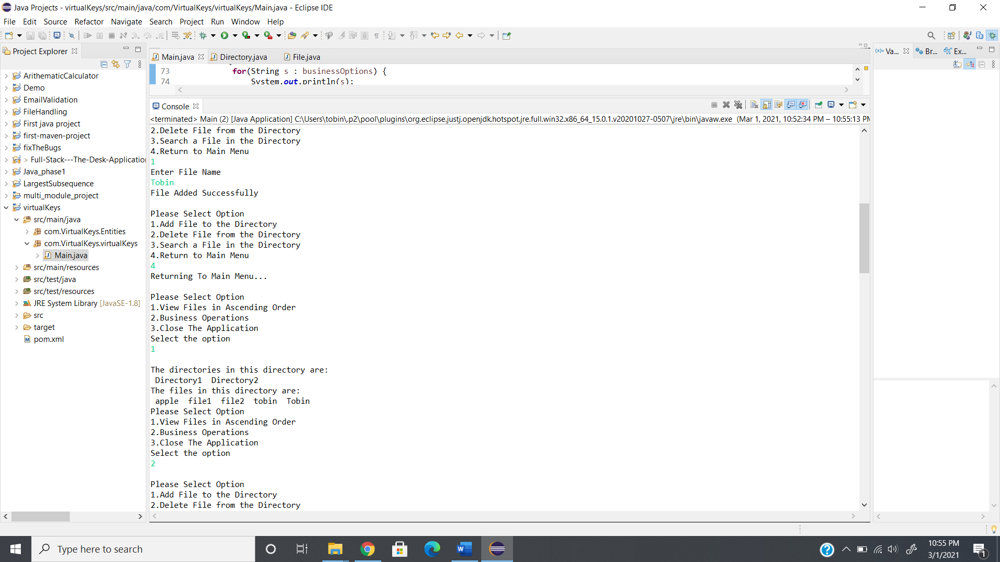 Java Projects - virtualKeys/src/main/java/com/VirtualKeys/virtualKeys/Main.java - Eclipse IDE
File Edit Source Refactor Navigate Search Project Run Window Help
Project Explorer
ArithematicCalculator
Demo
EmailValidation
FileHandling
First java project
first-maven-project
fixTheBugs
> Full-Stack---The-Desk-Application
Java_phase1
LargestSubsequence
multi_module_project
virtualKeys
src/main/java
com.VirtualKeys.Entities
com.VirtualKeys.virtualKeys
Main.java
src/main/resources
src/test/java
src/test/resources
JRE System Library [JavaSE-1.8]
src
target
pom.xml
Main.java Directory.java File.java
73 for(String s : businessOptions) {
74 System.out.println(s);
Console
<terminated> Main (2) [Java Application] C:\Users\tobin\.p2\pool\plugins\org.eclipse.justj.openjdk.hotspot.jre.full.win32.x86_64_15.0.1.v20201027-0507\jre\bin\javaw.exe (Mar 1, 2021, 10:52:34 PM – 10:55:13 PM
2.Delete File from the Directory
3.Search a File in the Directory
4.Return to Main Menu
1
Enter File Name
Tobin
File Added Successfully
Please Select Option
1.Add File to the Directory
2.Delete File from the Directory
3.Search a File in the Directory
4.Return to Main Menu
4
Returning To Main Menu...
Please Select Option
1.View Files in Ascending Order
2.Business Operations
3.Close The Application
Select the option
1
The directories in this directory are:
Directory1 Directory2
The files in this directory are:
apple file1 file2 tobin Tobin
Please Select Option
1.View Files in Ascending Order
2.Business Operations
3.Close The Application
Select the option
2
Please Select Option
1.Add File to the Directory
2.Delete File from the Directory
(x)= Va... Br... Ex...
Type here to search
10:55 PM
3/1/2021
1